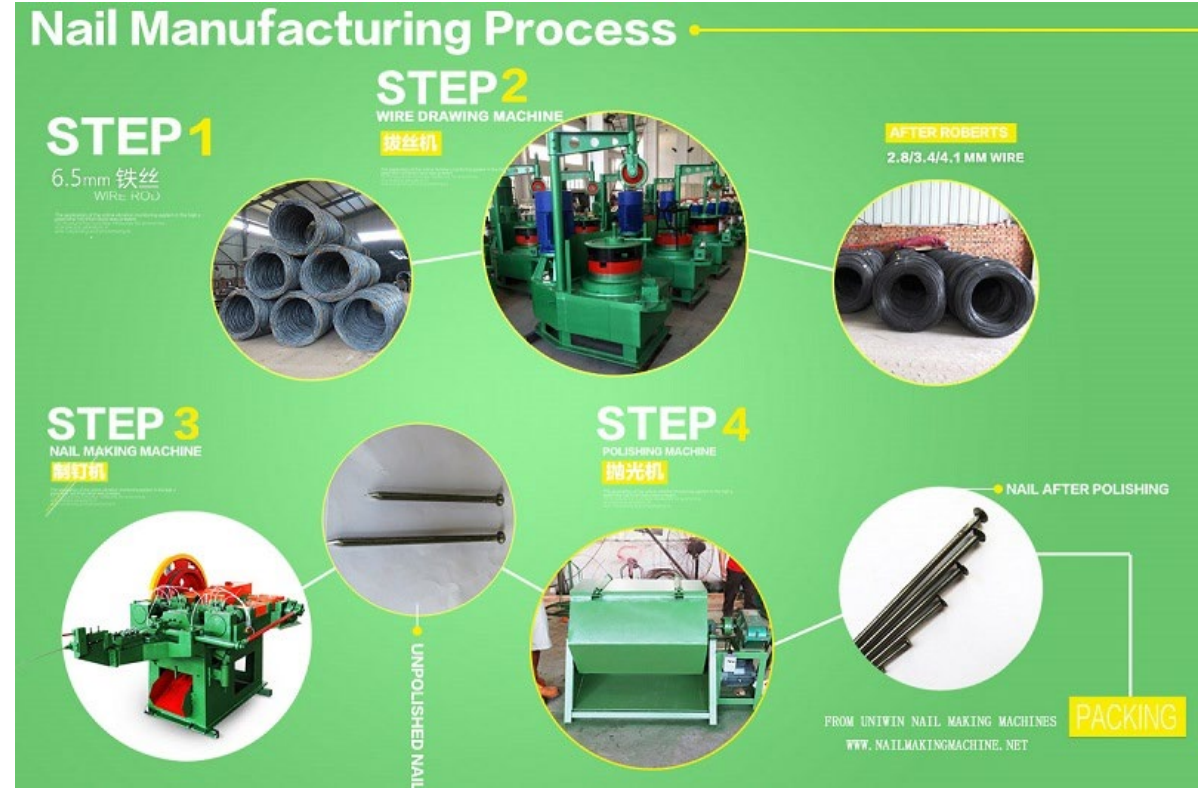 Nail Manufacturing Process
STEP 1
6.5mm 铁丝
WIRE ROD
STEP 2
WIRE DRAWING MACHINE
拔丝机
AFTER ROBERTS
2.8/3.4/4.1 MM WIRE
STEP 3
NAIL MAKING MACHINE
制钉机
UNPOLISHED NAIL
STEP 4
POLISHING MACHINE
抛光机
NAIL AFTER POLISHING
PACKING
FROM UNIWIN NAIL MAKING MACHINES
WWW.NAILMAKINGMACHINE.NET